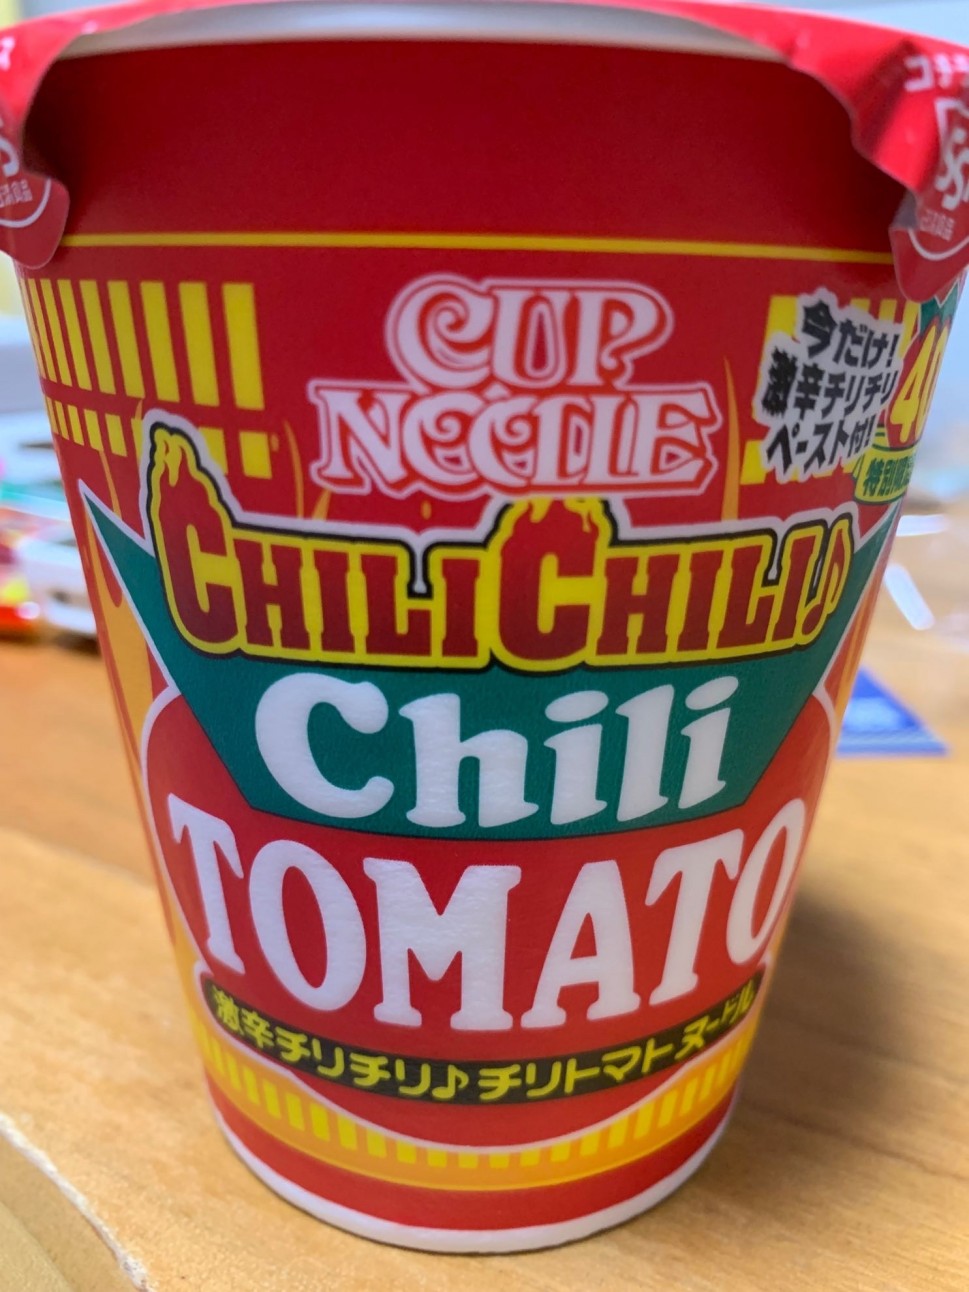 CUP
NOODLE
今だけ!
激辛チリチリ
ペースト付!
CHILI CHILI♪
Chili
TOMATO
激辛チリチリ♪チリトマトヌードル